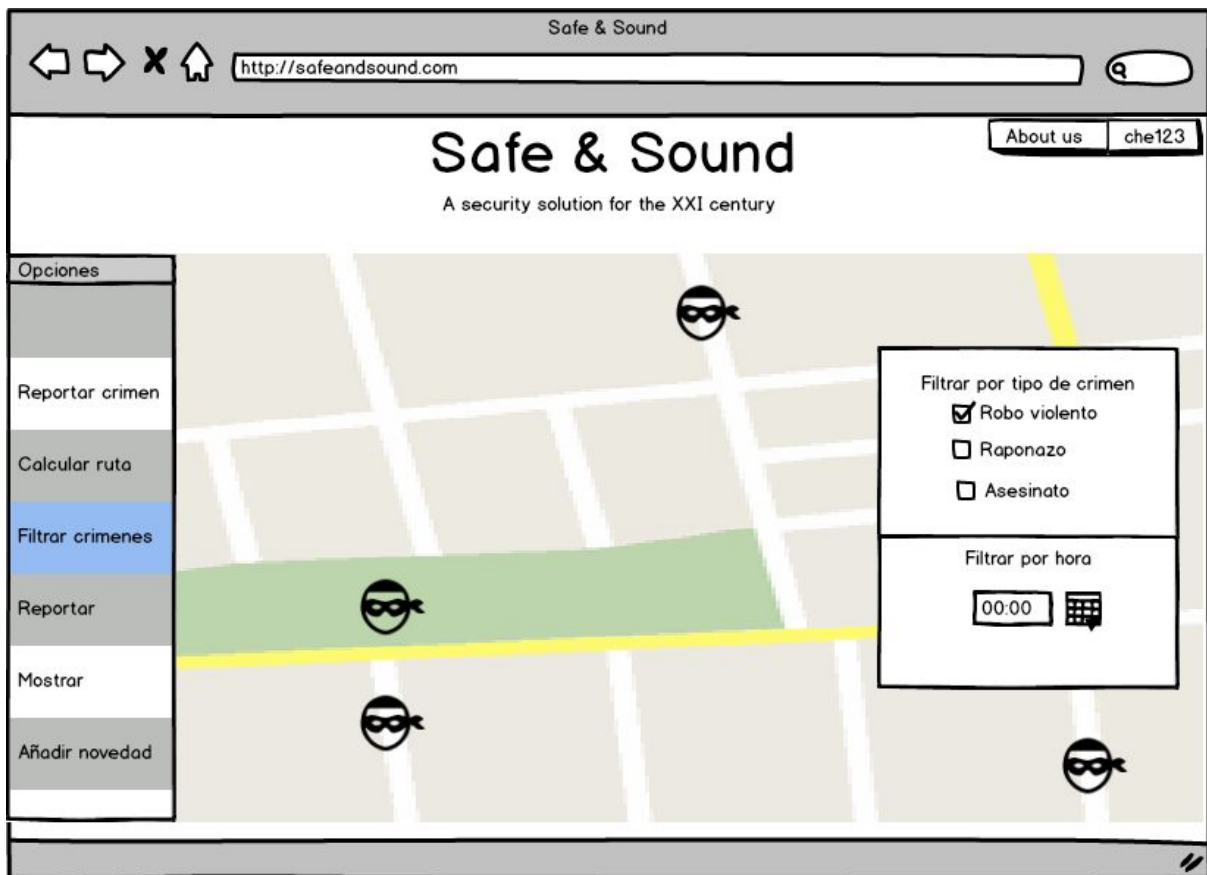 Safe & Sound
http://safeandsound.com
About us
che123
Safe & Sound
A security solution for the XXI century
Opciones
Reportar crimen
Calcular ruta
Filtrar crimenes
Reportar
Mostrar
Añadir novedad
Filtrar por tipo de crimen
Robo violento
Raponazo
Asesinato
Filtrar por hora
00:00